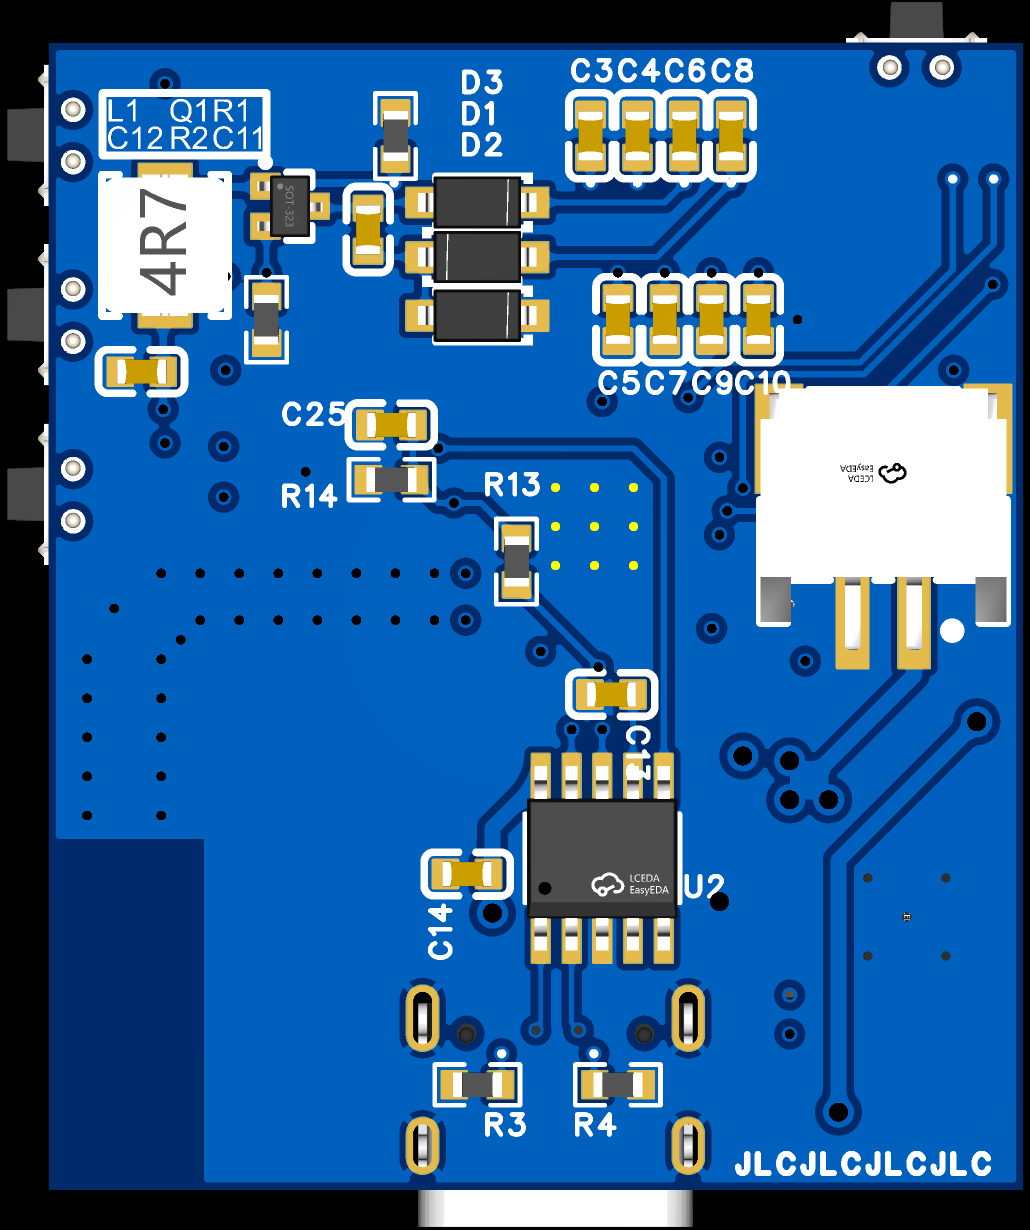 C3C4C6C8
D3
D1
D2
L1 Q1R1
C12 R2C11
SOT-323
4R7
C5C7C9C10
C25
R14
R13
LCEDA
EasyEDA
C13
LCEDA
EasyEDA
U2
C14
R3 R4
JLCJLCJLCJLC